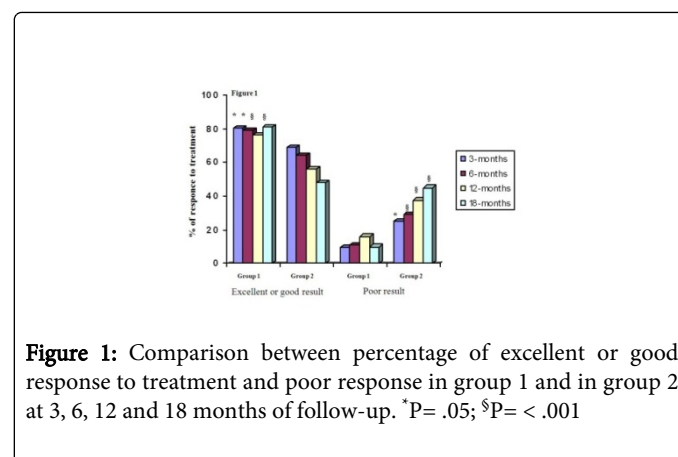 Figure 1
100
80
60
40
20
0
% of responce to treatment
* * § §
* § § §
Group 1 Group 2 Group 1 Group 2
Excellent or good result Poor result
3-months
6-months
12-months
18-months
Figure 1: Comparison between percentage of excellent or good
response to treatment and poor response in group 1 and in group 2
at 3, 6, 12 and 18 months of follow-up. *P= .05; §P= < .001